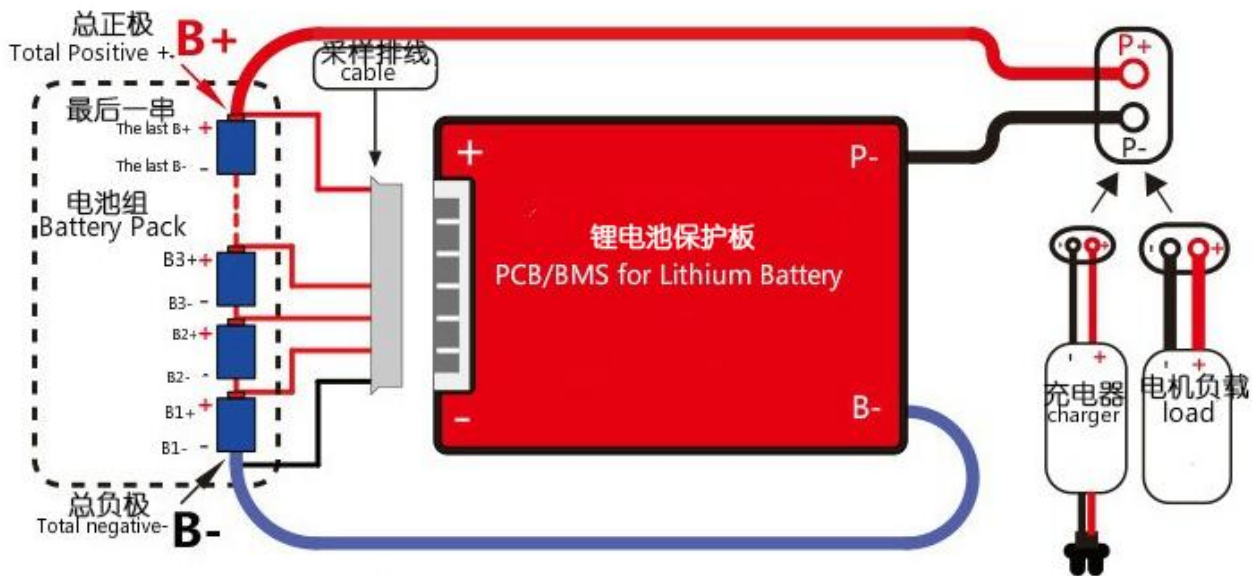 总正极
Total Positive +
B+
最后一串
The last B+ +
The last B- -
电池组
Battery Pack
B3+ +
B3- -
B2+ +
B2- -
B1+ +
B1- -
总负极
Total negative-
B-
采样排线
cable
+
P-
锂电池保护板
PCB/BMS for Lithium Battery
B-
-
P+
P-
- +
- +
充电器
charger
- +
- +
电机负载
load